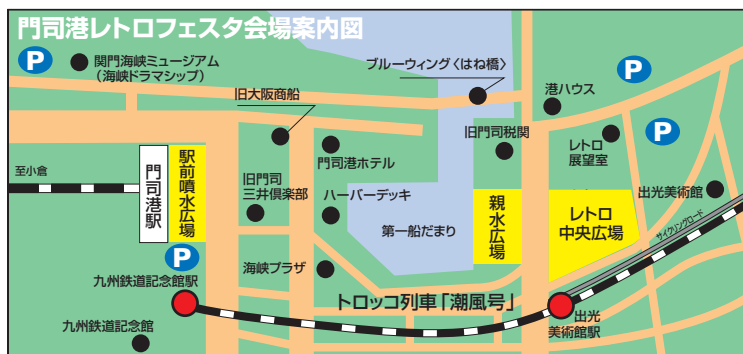 門司港レトロフェスタ会場案内図
P
関門海峡ミュージアム
(海峡ドラマシップ)
ブルーウィング〈はね橋〉
P
港ハウス
旧大阪商船
P
旧門司税関
レトロ
展望室
門司港ホテル
至小倉
門司港駅
駅前噴水広場
旧門司
三井倶楽部
ハーバーデッキ
第一船だまり
親水広場
レトロ
中央広場
出光美術館
サイクリングロード
P
海峡プラザ
九州鉄道記念館駅
トロッコ列車「潮風号」
出光
美術館駅
九州鉄道記念館